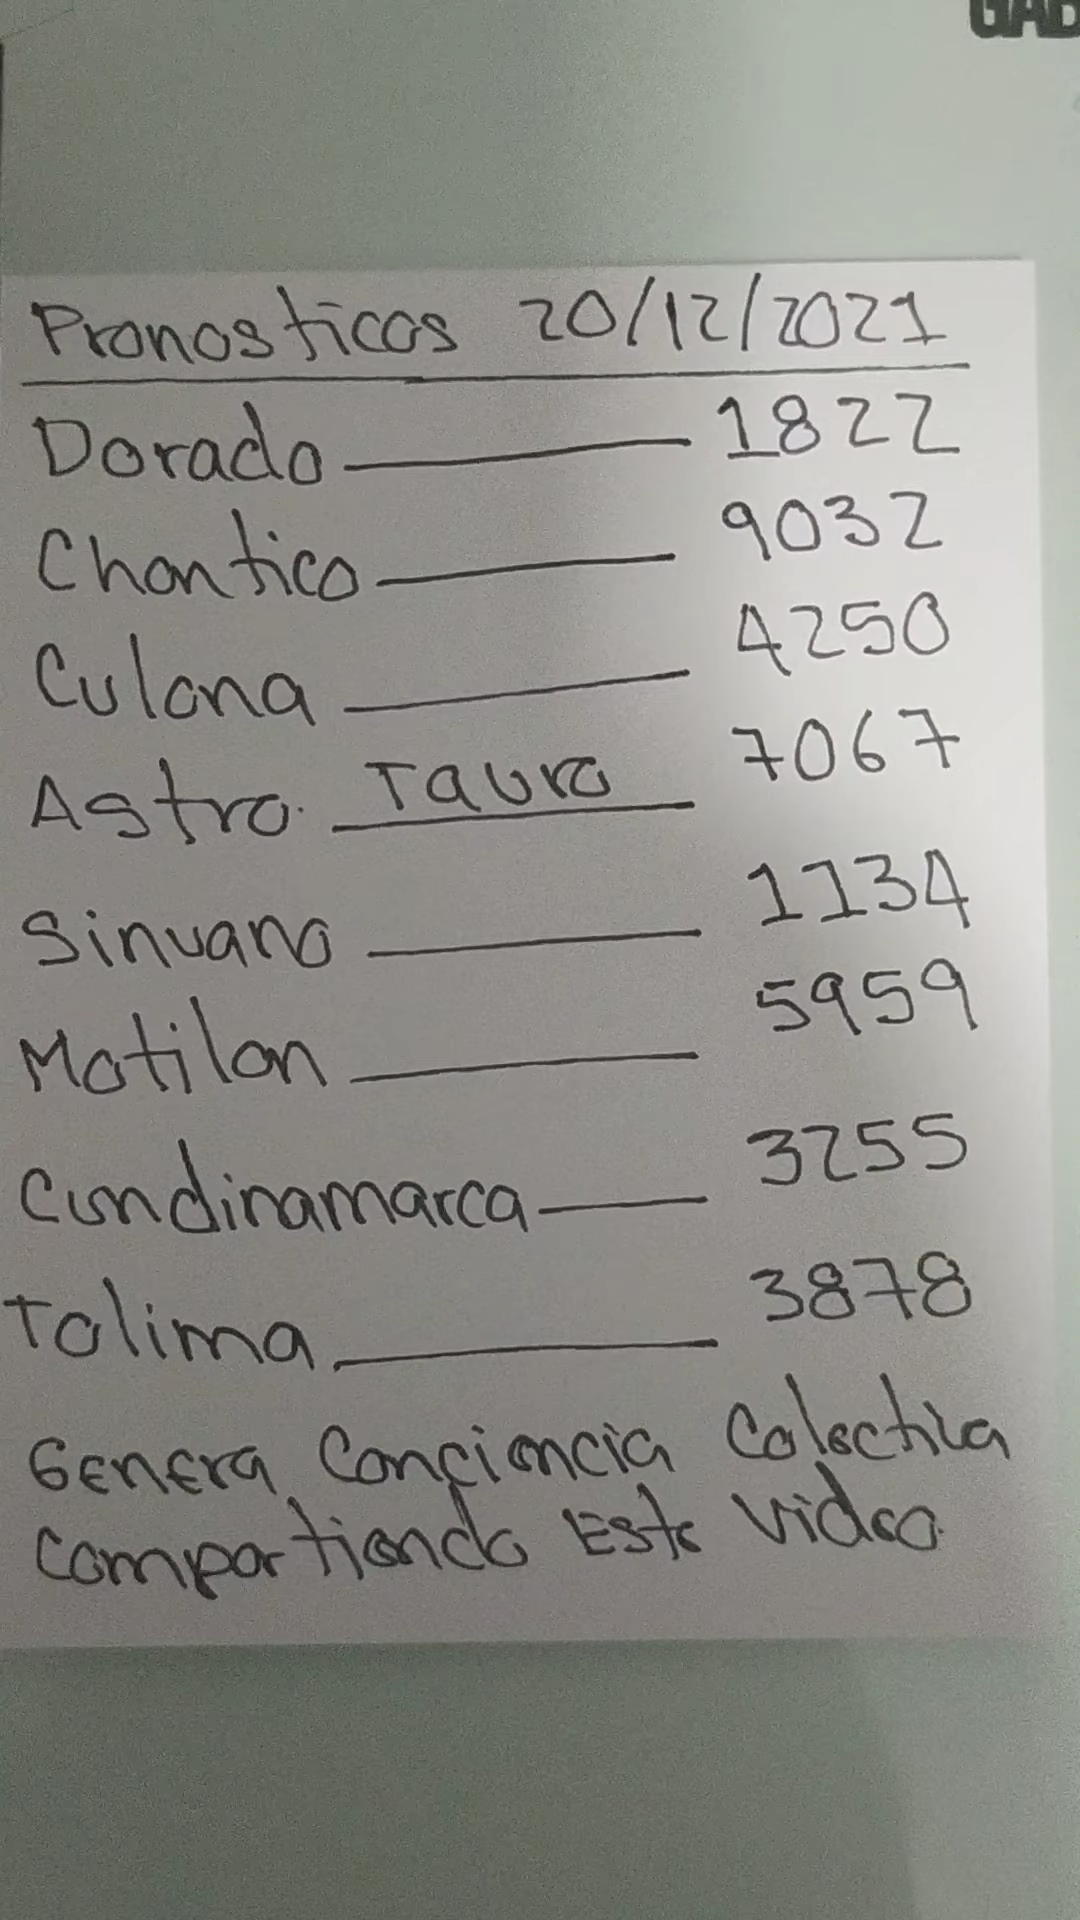 GAB
Pronosticos 20/12/2021
Dorado 1822
Chontico 9032
Culona 4250
Astro. Tauro 7067
Sinuano 1134
Motilon 5959
Cundinamarca 3255
Tolima 3878
Genera Conciencia Colectiva
compartiendo Este video.